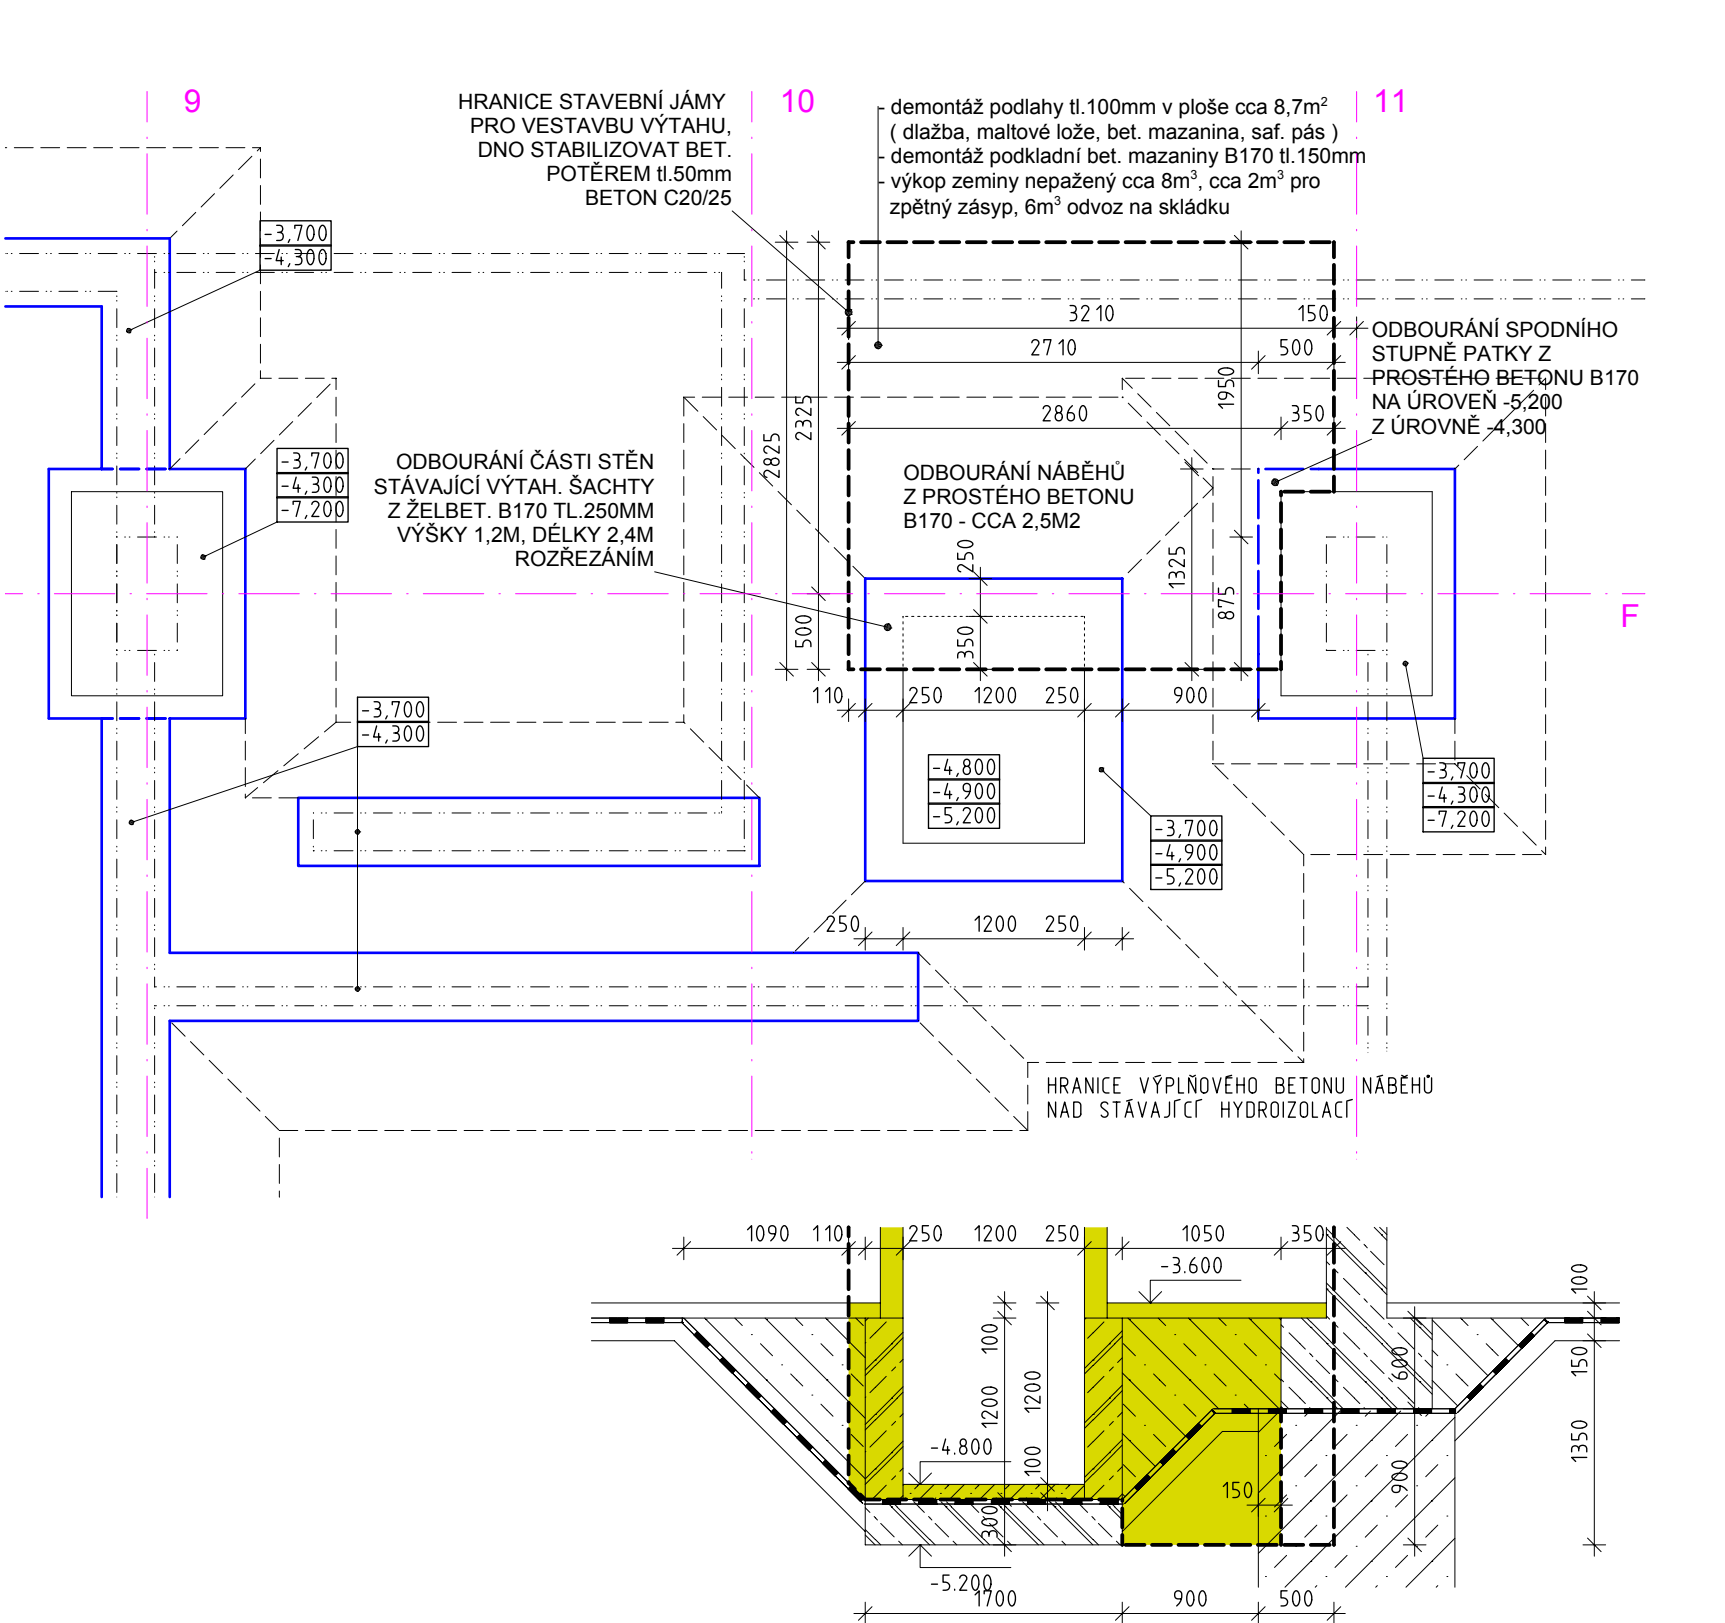 9
10
11
HRANICE STAVEBNÍ JÁMY
PRO VESTAVBU VÝTAHU,
DNO STABILIZOVAT BET.
POTĚREM tl.50mm
BETON C20/25
- demontáž podlahy tl.100mm v ploše cca 8,7m²
( dlažba, maltové lože, bet. mazanina, saf. pás )
- demontáž podkladní bet. mazaniny B170 tl.150mm
- výkop zeminy nepažený cca 8m³, cca 2m³ pro
zpětný zásyp, 6m³ odvoz na skládku
-3,700
-4,300
3210
150
2710
500
1950
2860
350
2325
2825
ODBOURÁNÍ SPODNÍHO
STUPNĚ PATKY Z
PROSTÉHO BETONU B170
NA ÚROVEŇ -5,200
Z ÚROVNĚ -4,300
-3,700
-4,300
-7,200
ODBOURÁNÍ ČÁSTI STĚN
STÁVAJÍCÍ VÝTAH. ŠACHTY
Z ŽELBET. B170 TL.250MM
VÝŠKY 1,2M, DÉLKY 2,4M
ROZŘEZÁNÍM
ODBOURÁNÍ NÁBĚHŮ
Z PROSTÉHO BETONU
B170 - CCA 2,5M2
250
350
1325
875
500
F
110
250
1200
250
900
-3,700
-4,300
-4,800
-4,900
-5,200
-3,700
-4,900
-5,200
-3,700
-4,300
-7,200
250
1200
250
HRANICE VÝPLŇOVÉHO BETONU NÁBĚHŮ
NAD STÁVAJÍCÍ HYDROIZOLACÍ
1090
110
250
1200
250
1050
350
-3.600
100
100
1200
1200
100
300
600
900
150
1350
-4.800
150
-5.200
1700
900
500